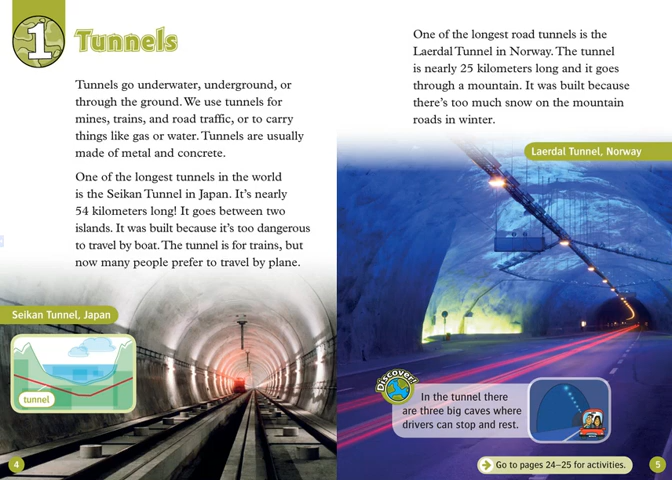 1 Tunnels
Tunnels go underwater, underground, or
through the ground. We use tunnels for
mines, trains, and road traffic, or to carry
things like gas or water. Tunnels are usually
made of metal and concrete.
One of the longest tunnels in the world
is the Seikan Tunnel in Japan. It's nearly
54 kilometers long! It goes between two
islands. It was built because it's too dangerous
to travel by boat. The tunnel is for trains, but
now many people prefer to travel by plane.
Seikan Tunnel, Japan
tunnel
4
One of the longest road tunnels is the
Laerdal Tunnel in Norway. The tunnel
is nearly 25 kilometers long and it goes
through a mountain. It was built because
there's too much snow on the mountain
roads in winter.
Laerdal Tunnel, Norway
Discover!
In the tunnel there
are three big caves where
drivers can stop and rest.
Go to pages 24–25 for activities.
5